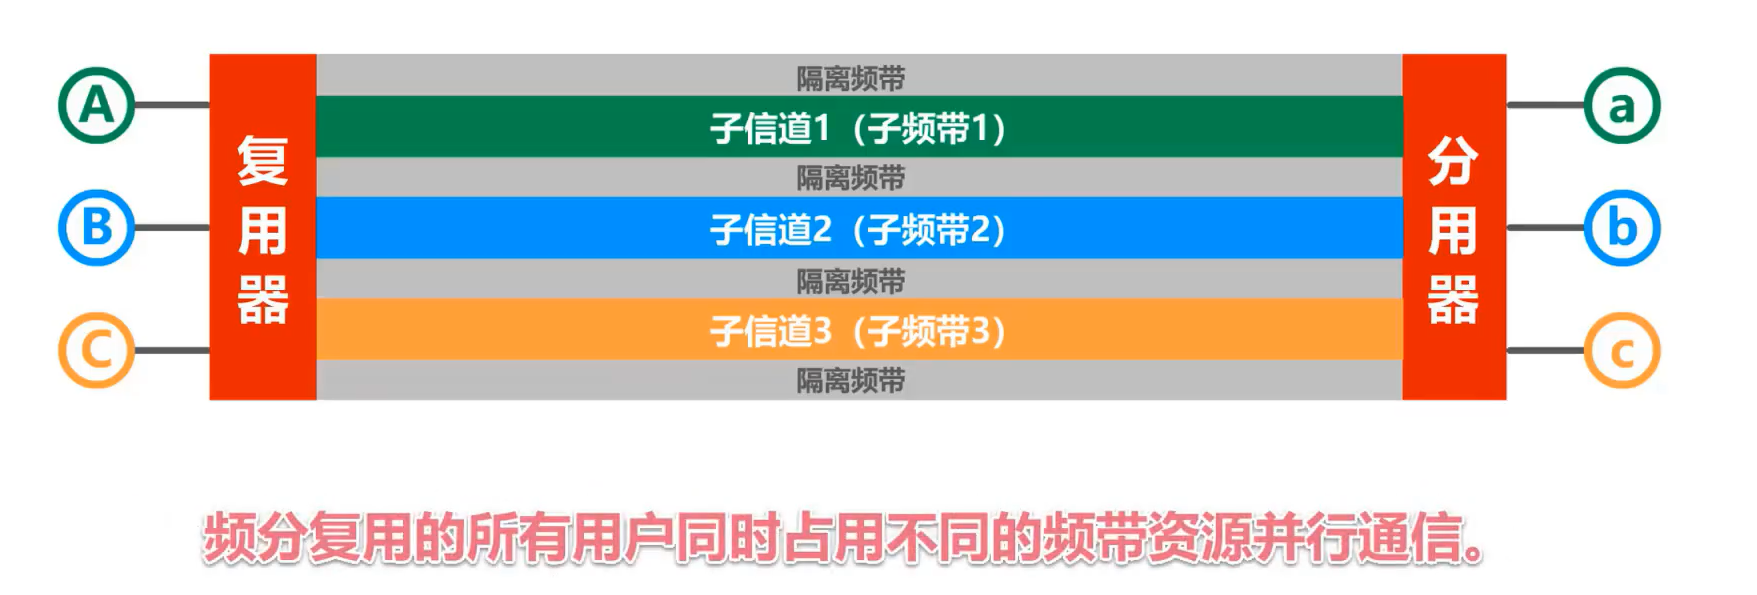 隔离频带
A
a
子信道1（子频带1）
复用器
分用器
隔离频带
B
子信道2（子频带2）
b
隔离频带
C
子信道3（子频带3）
c
隔离频带
频分复用的所有用户同时占用不同的频带资源并行通信。